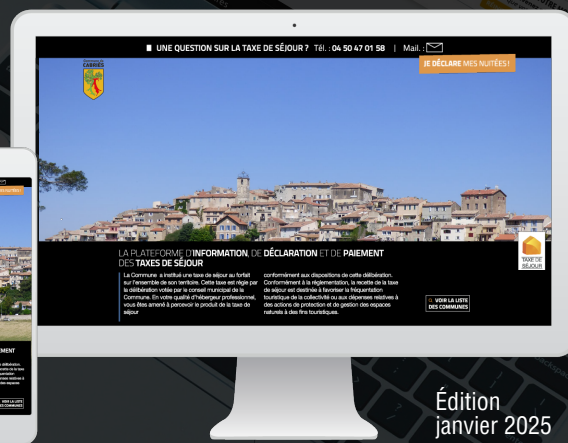 UNE QUESTION SUR LA TAXE DE SÉJOUR ? Tél. : 04 50 47 01 58 | Mail. :
CABRIÈS
JE DÉCLARE MES NUITÉES !
LA PLATEFORME D'INFORMATION, DE DÉCLARATION ET DE PAIEMENT
DES TAXES DE SÉJOUR
La Commune a institué une taxe de séjour au forfait
sur l'ensemble de son territoire. Cette taxe est régie par
la délibération votée par le conseil municipal de la
Commune. En votre qualité d'hébergeur professionnel,
vous êtes amené à percevoir le produit de la taxe de
séjour
conformément aux dispositions de cette délibération.
Conformément à la réglementation, la recette de la taxe
de séjour est destinée à favoriser la fréquentation
touristique de la collectivité ou aux dépenses relatives à
des actions de protection et de gestion des espaces
naturels à des fins touristiques.
TAXE DE
SÉJOUR
VOIR LA LISTE
DES COMMUNES
Édition
janvier 2025